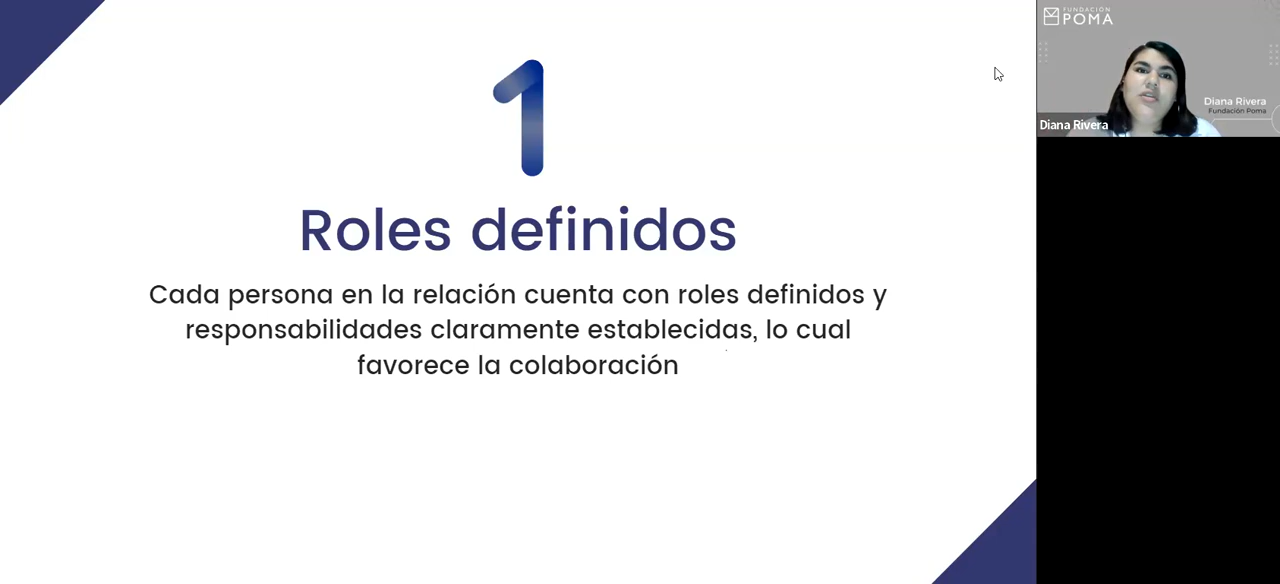 1
Roles definidos
Cada persona en la relación cuenta con roles definidos y
responsabilidades claramente establecidas, lo cual
favorece la colaboración
FUNDACIÓN
POMA
Diana Rivera
Fundación Poma
Diana Rivera